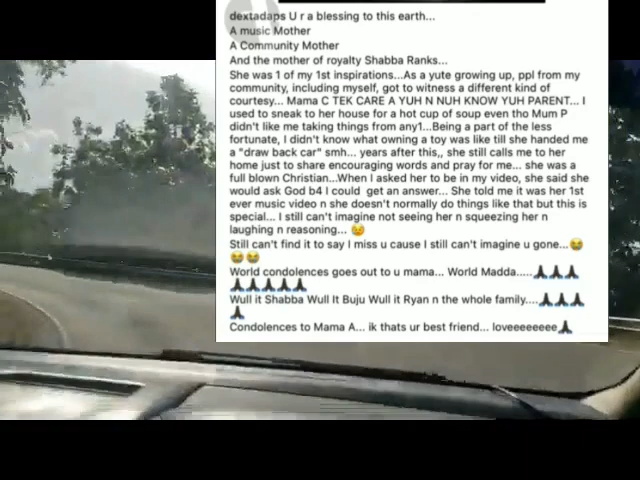 dextadaps U r a blessing to this earth...
A music Mother
A Community Mother
And the mother of royalty Shabba Ranks...
She was 1 of my 1st inspirations...As a yute growing up, ppl from my
community, including myself, got to witness a different kind of
courtesy... Mama C TEK CARE A YUH N NUH KNOW YUH PARENT... I
used to sneak to her house for a hot cup of soup even tho Mum P
didn't like me taking things from any1...Being a part of the less
fortunate, I didn't know what owning a toy was like till she handed me
a "draw back car" smh... years after this,, she still calls me to her
home just to share encouraging words and pray for me... she was a
full blown Christian...When I asked her to be in my video, she said she
would ask God b4 I could get an answer... She told me it was her 1st
ever music video n she doesn't normally do things like that but this is
special... I still can't imagine not seeing her n squeezing her n
laughing n reasoning... 😢
Still can't find it to say I miss u cause I still can't imagine u gone...😭
😭😭
World condolences goes out to u mama... World Madda.....🙏🏿🙏🏿🙏🏿
🙏🏿🙏🏿🙏🏿🙏🏿🙏🏿
Wull it Shabba Wull It Buju Wull it Ryan n the whole family....🙏🏿🙏🏿🙏🏿
🙏🏿
Condolences to Mama A... ik thats ur best friend... loveeeeeeee🙏🏿